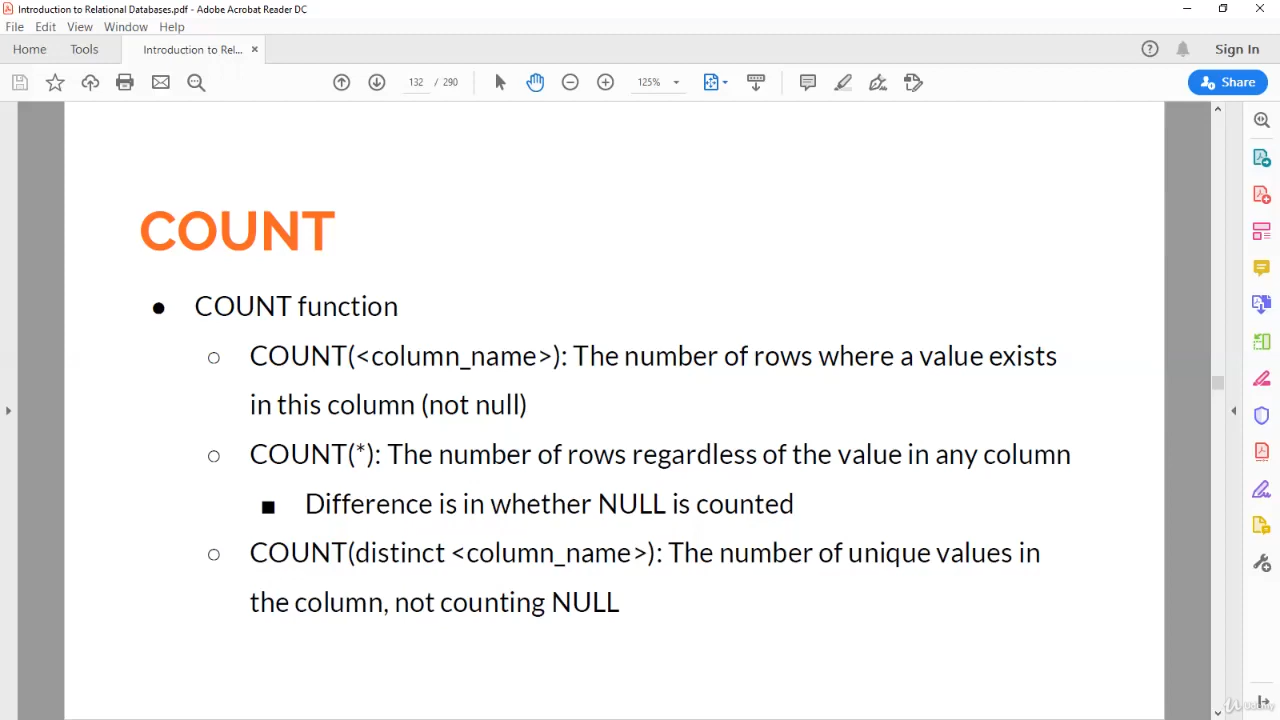 Introduction to Relational Databases.pdf - Adobe Acrobat Reader DC
File Edit View Window Help
Home Tools Introduction to Rel... × Sign In
132 / 290 125% Share
COUNT
● COUNT function
○ COUNT(<column_name>): The number of rows where a value exists
in this column (not null)
○ COUNT(*): The number of rows regardless of the value in any column
■ Difference is in whether NULL is counted
○ COUNT(distinct <column_name>): The number of unique values in
the column, not counting NULL
Udemy